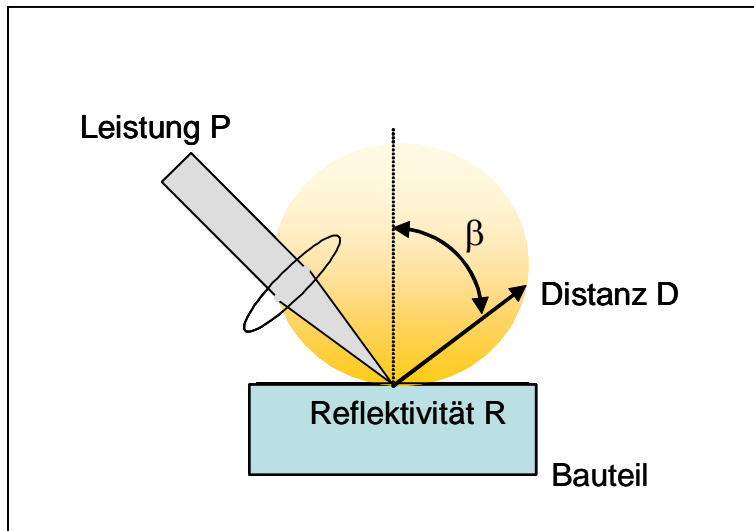 Leistung P
β
Distanz D
Reflektivität R
Bauteil